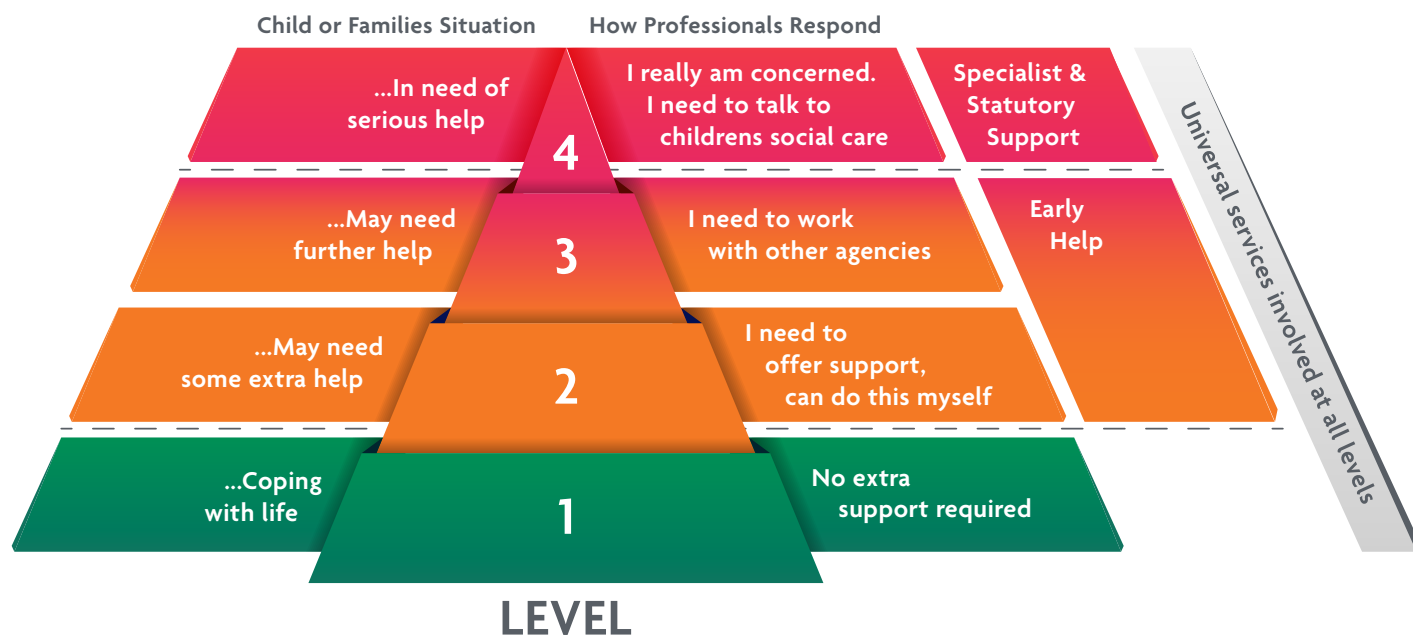 Child or Families Situation
How Professionals Respond
...In need of
serious help
4
I really am concerned.
I need to talk to
childrens social care
Specialist &
Statutory
Support
...May need
further help
3
I need to work
with other agencies
Early
Help
...May need
some extra help
2
I need to
offer support,
can do this myself
...Coping
with life
1
No extra
support required
Universal services involved at all levels
LEVEL